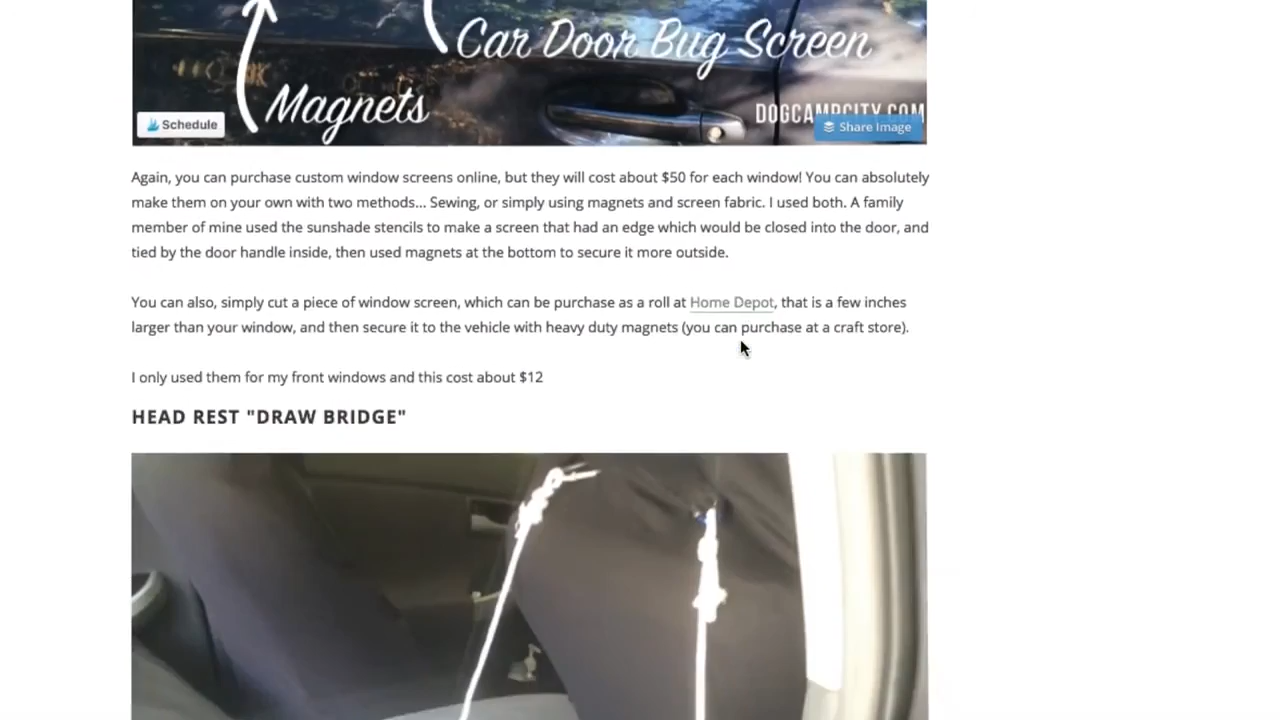 Car Door Bug Screen
Magnets
DOGCAMPCITY.COM
Schedule
Share Image
Again, you can purchase custom window screens online, but they will cost about $50 for each window! You can absolutely
make them on your own with two methods... Sewing, or simply using magnets and screen fabric. I used both. A family
member of mine used the sunshade stencils to make a screen that had an edge which would be closed into the door, and
tied by the door handle inside, then used magnets at the bottom to secure it more outside.
You can also, simply cut a piece of window screen, which can be purchase as a roll at Home Depot, that is a few inches
larger than your window, and then secure it to the vehicle with heavy duty magnets (you can purchase at a craft store).
I only used them for my front windows and this cost about $12
HEAD REST "DRAW BRIDGE"